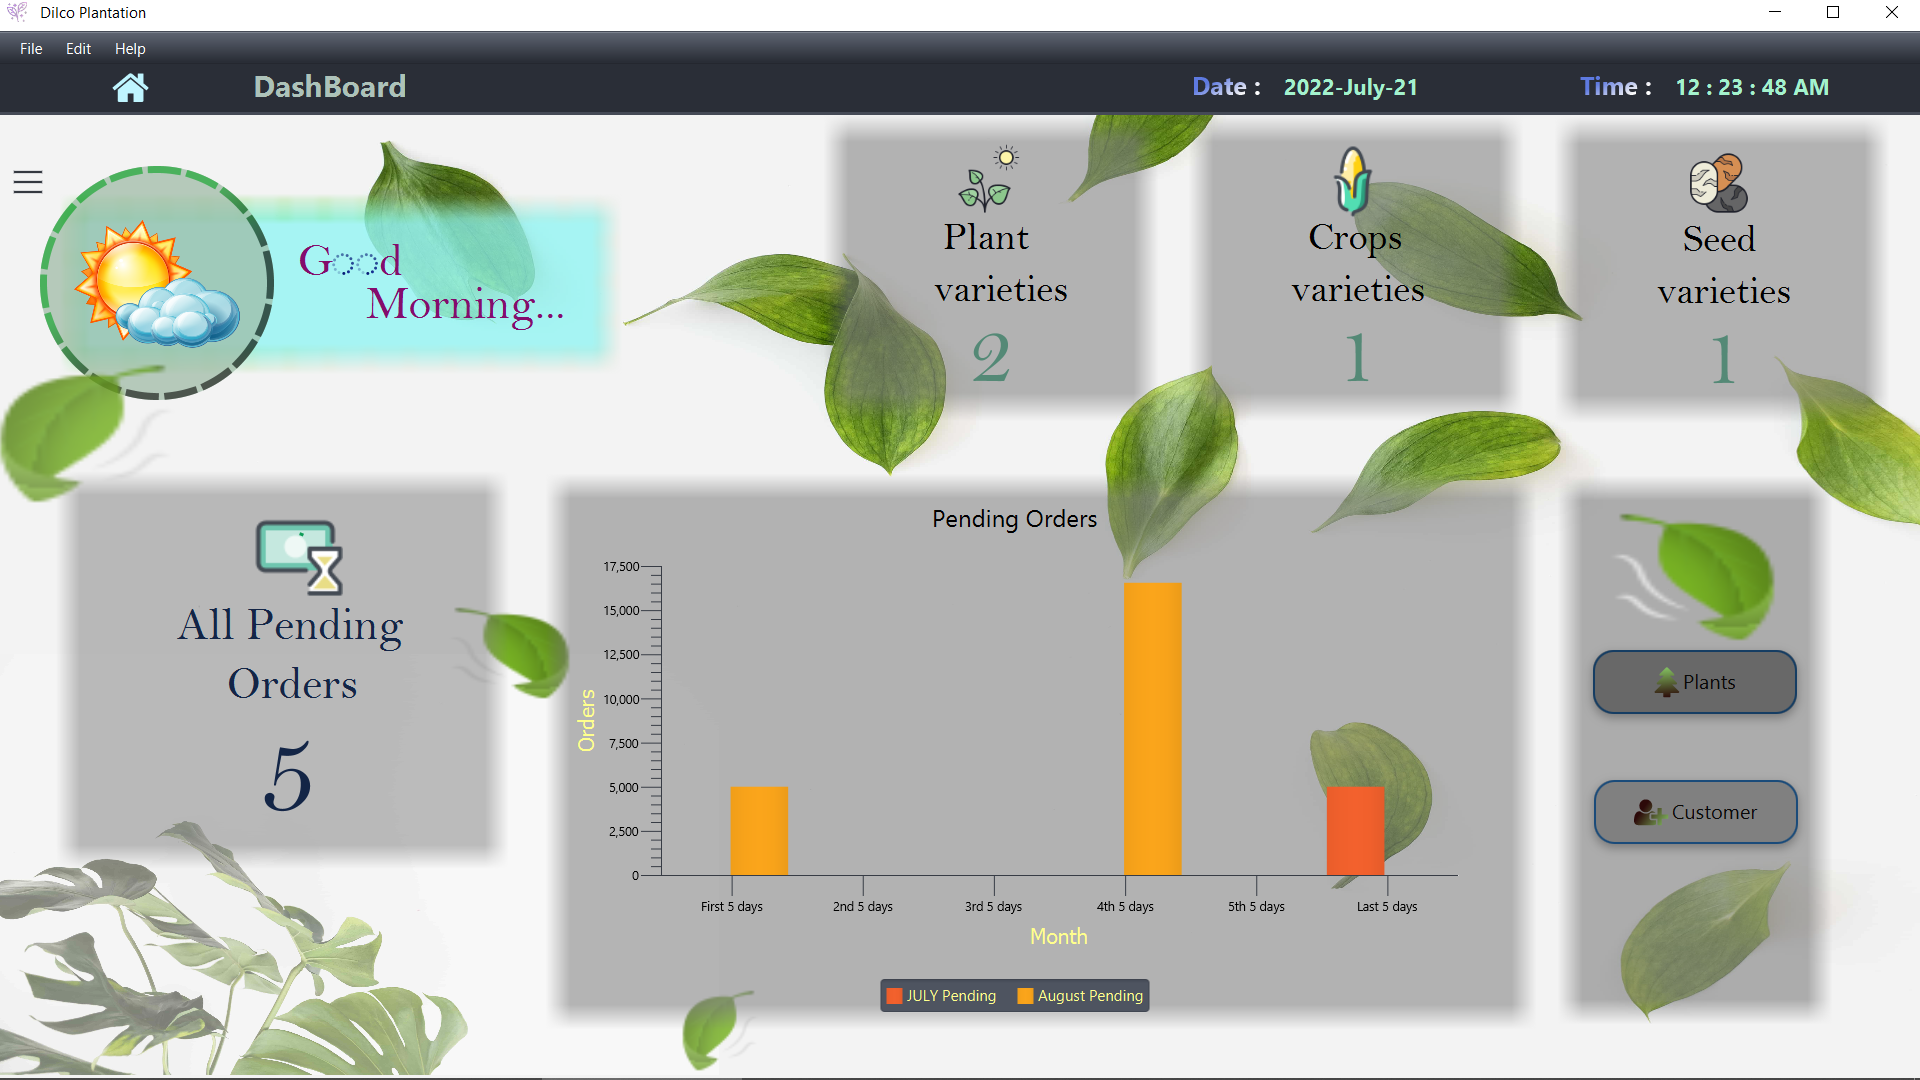 Dilco Plantation
File Edit Help
DashBoard
Date : 2022-July-21
Time : 12 : 23 : 48 AM
Good
Morning...
Plant
varieties
2
Crops
varieties
1
Seed
varieties
1
All Pending
Orders
5
Pending Orders
17,500
15,000
12,500
10,000
7,500
5,000
2,500
0
Orders
First 5 days 2nd 5 days 3rd 5 days 4th 5 days 5th 5 days Last 5 days
Month
JULY Pending August Pending
Plants
Customer